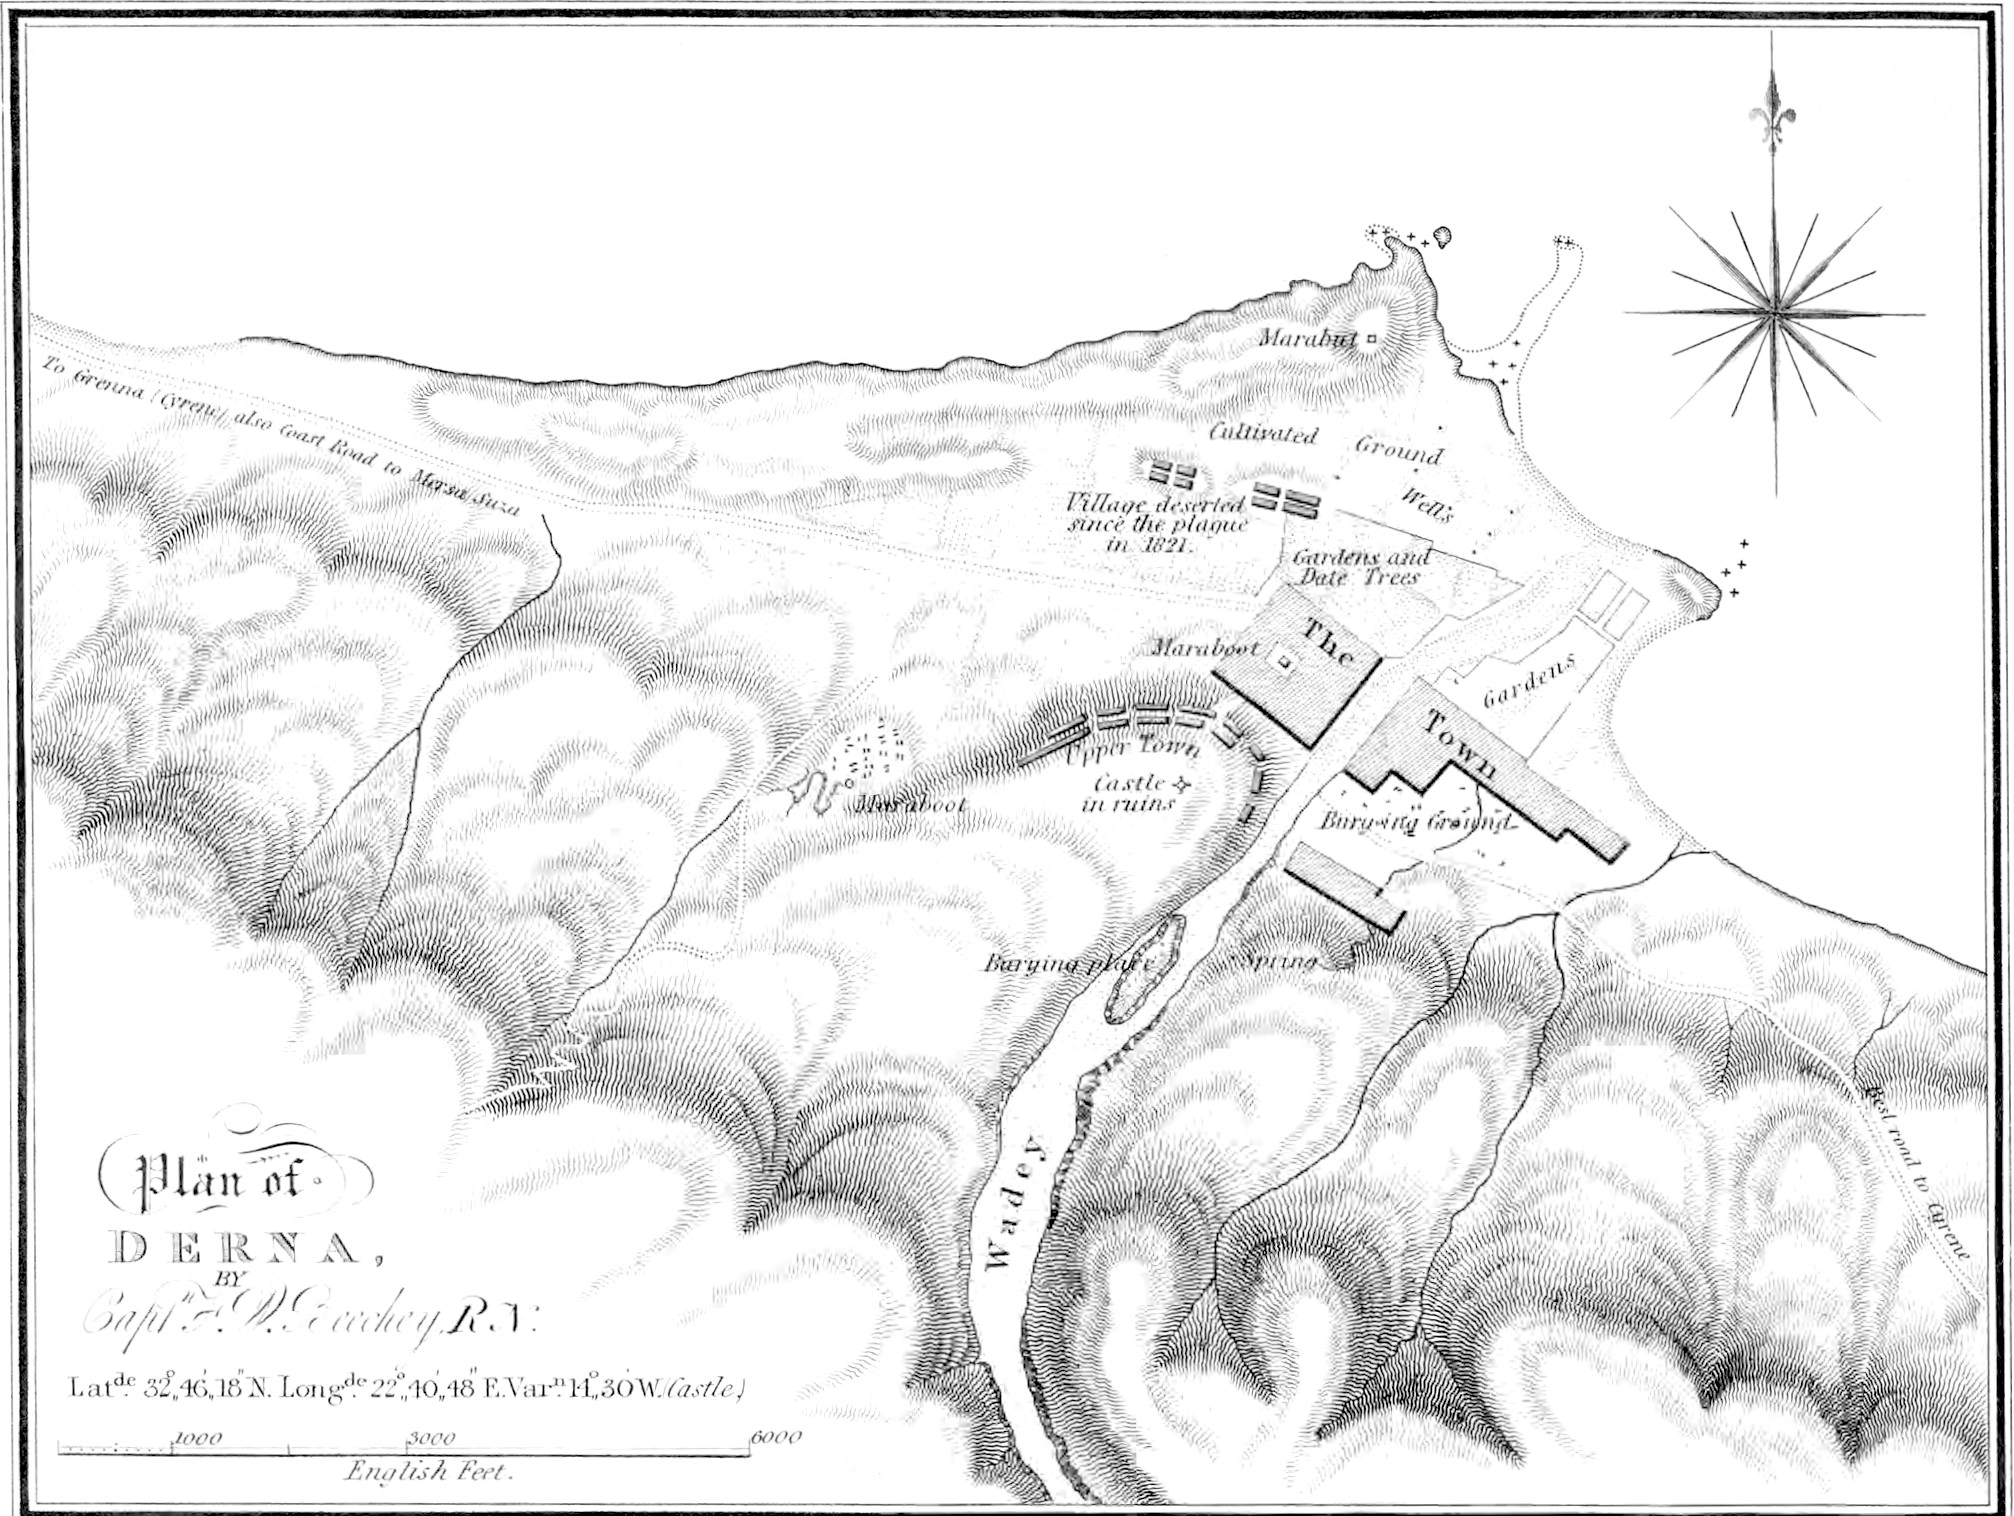 Marabut
To Grenna (Cyrene) also Coast Road to Mersa Suza
Cultivated Ground
Wells
Village deserted
since the plague
in 1821.
Gardens and
Date Trees
The
Town
Maraboot
Gardens
Upper Town
Castle
in ruins
Maraboot
Burying Ground
Burying place
Spring
Wadey
Best road to Cyrene
Plan of
DERNA,
BY
Captn. F. W. Beechey, R.N.
Latde. 32°,,46',,18" N. Longde. 22°,,40',,48" E. Varn. 14°,,30' W. (Castle)
1000 3000 6000
English Feet.